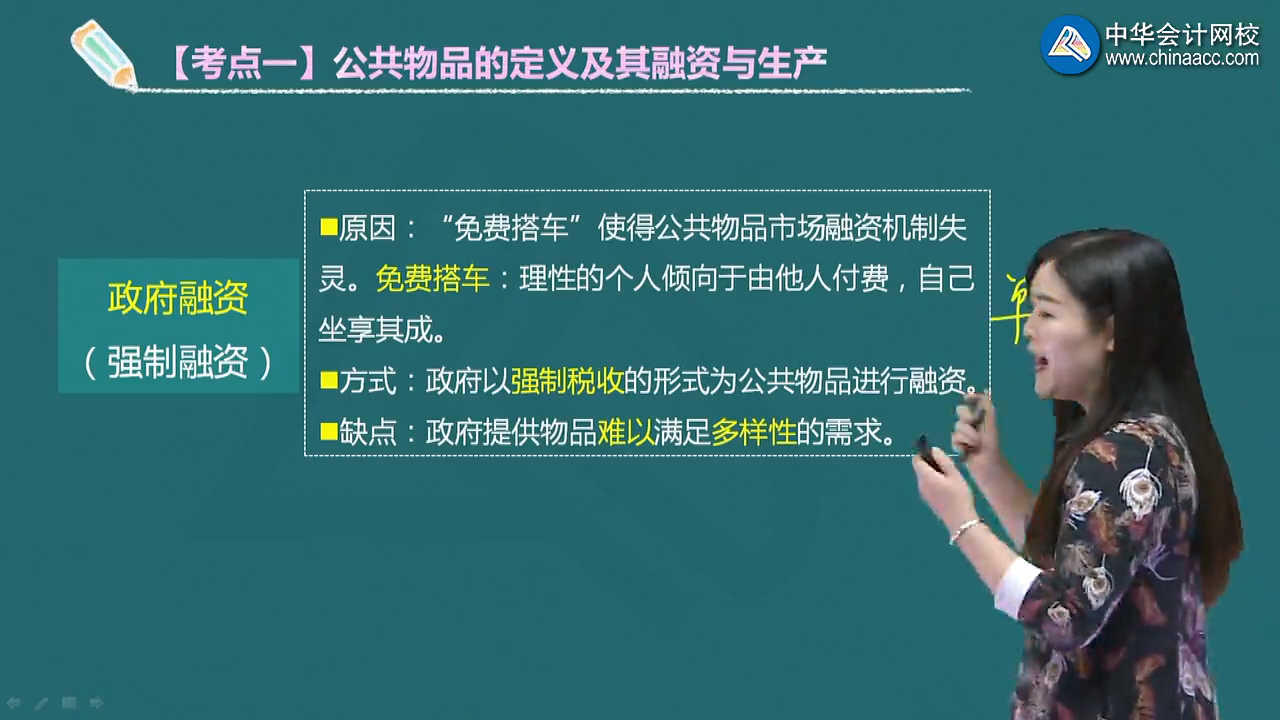 【考点一】公共物品的定义及其融资与生产
中华会计网校
www.chinaacc.com
政府融资
（强制融资）
■原因：“免费搭车”使得公共物品市场融资机制失
灵。免费搭车：理性的个人倾向于由他人付费，自己
坐享其成。
■方式：政府以强制税收的形式为公共物品进行融资。
■缺点：政府提供物品难以满足多样性的需求。